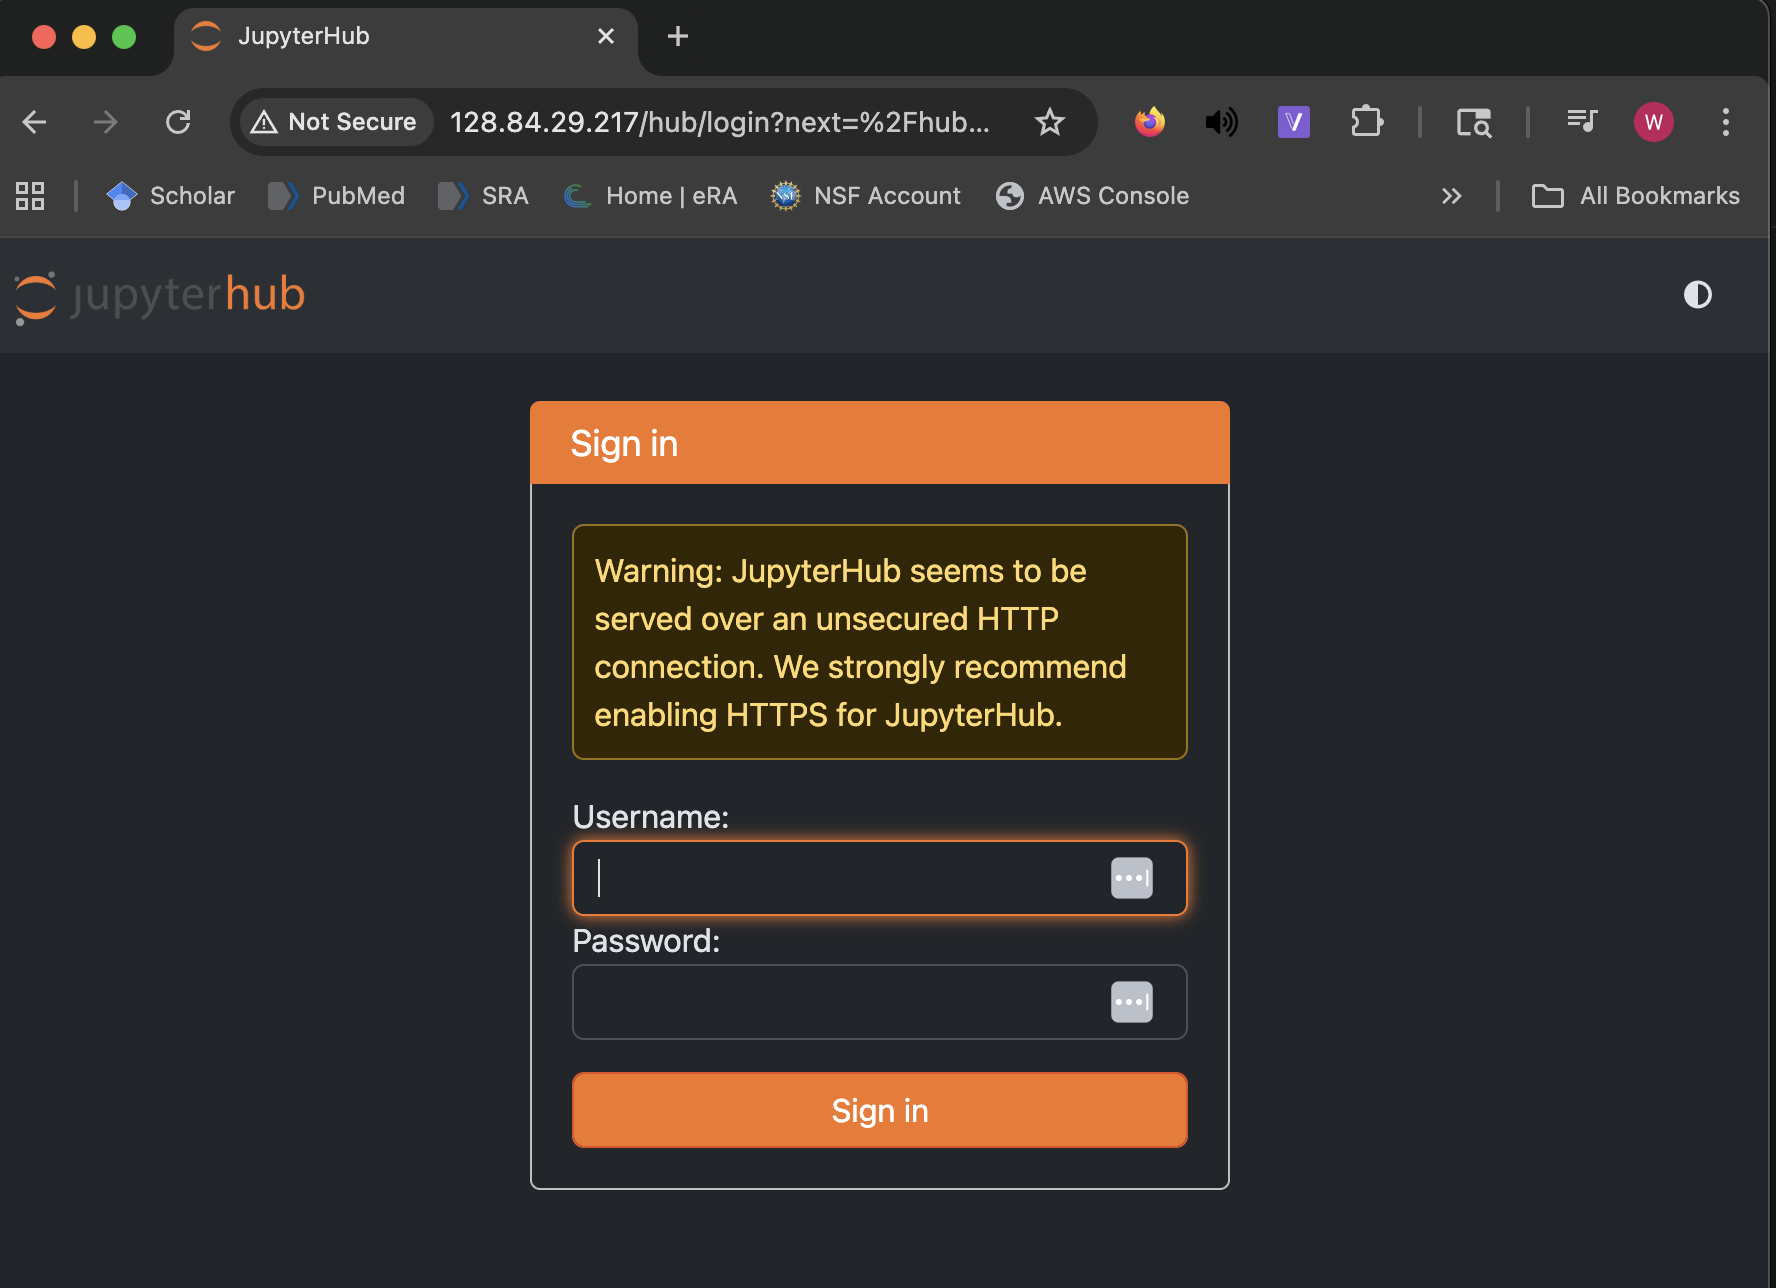 JupyterHub
Not Secure 128.84.29.217/hub/login?next=%2Fhub...
V
W
Scholar PubMed SRA Home | eRA NSF Account AWS Console All Bookmarks
jupyterhub
Sign in
Warning: JupyterHub seems to be
served over an unsecured HTTP
connection. We strongly recommend
enabling HTTPS for JupyterHub.
Username:
Password:
Sign in